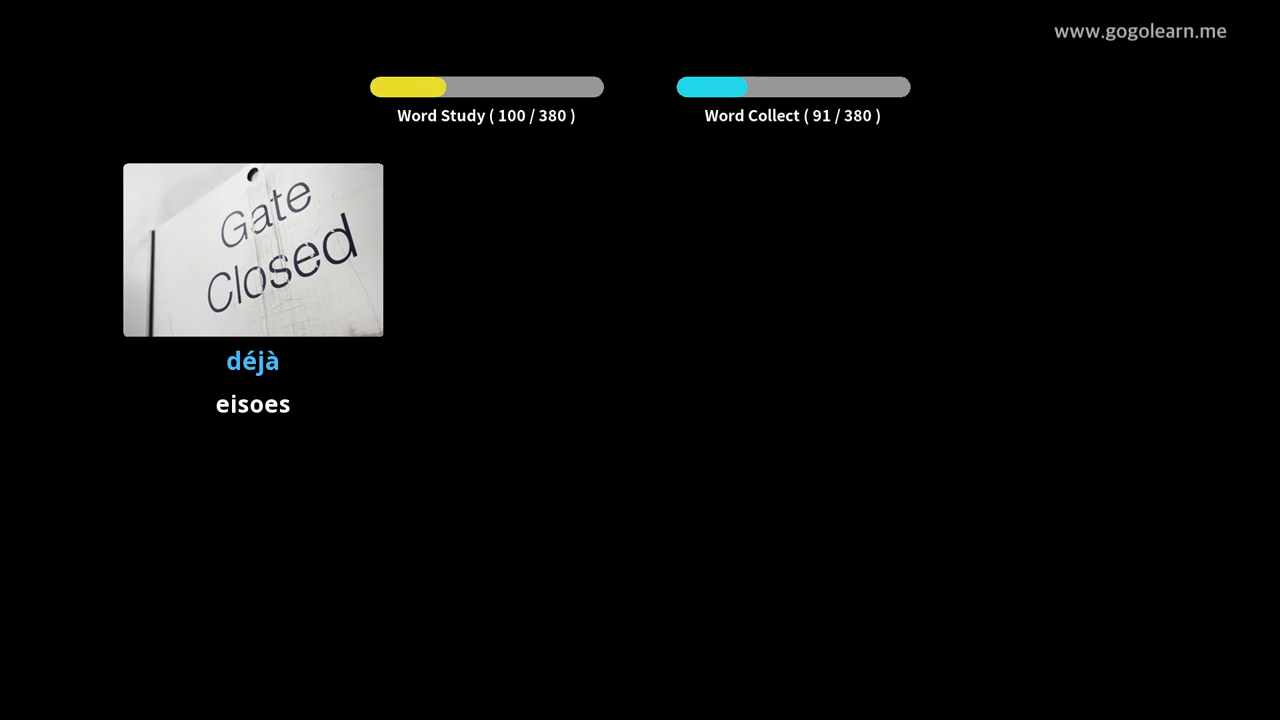 www.gogolearn.me
Word Study ( 100 / 380 )
Word Collect ( 91 / 380 )
Gate
Closed
déjà
eisoes